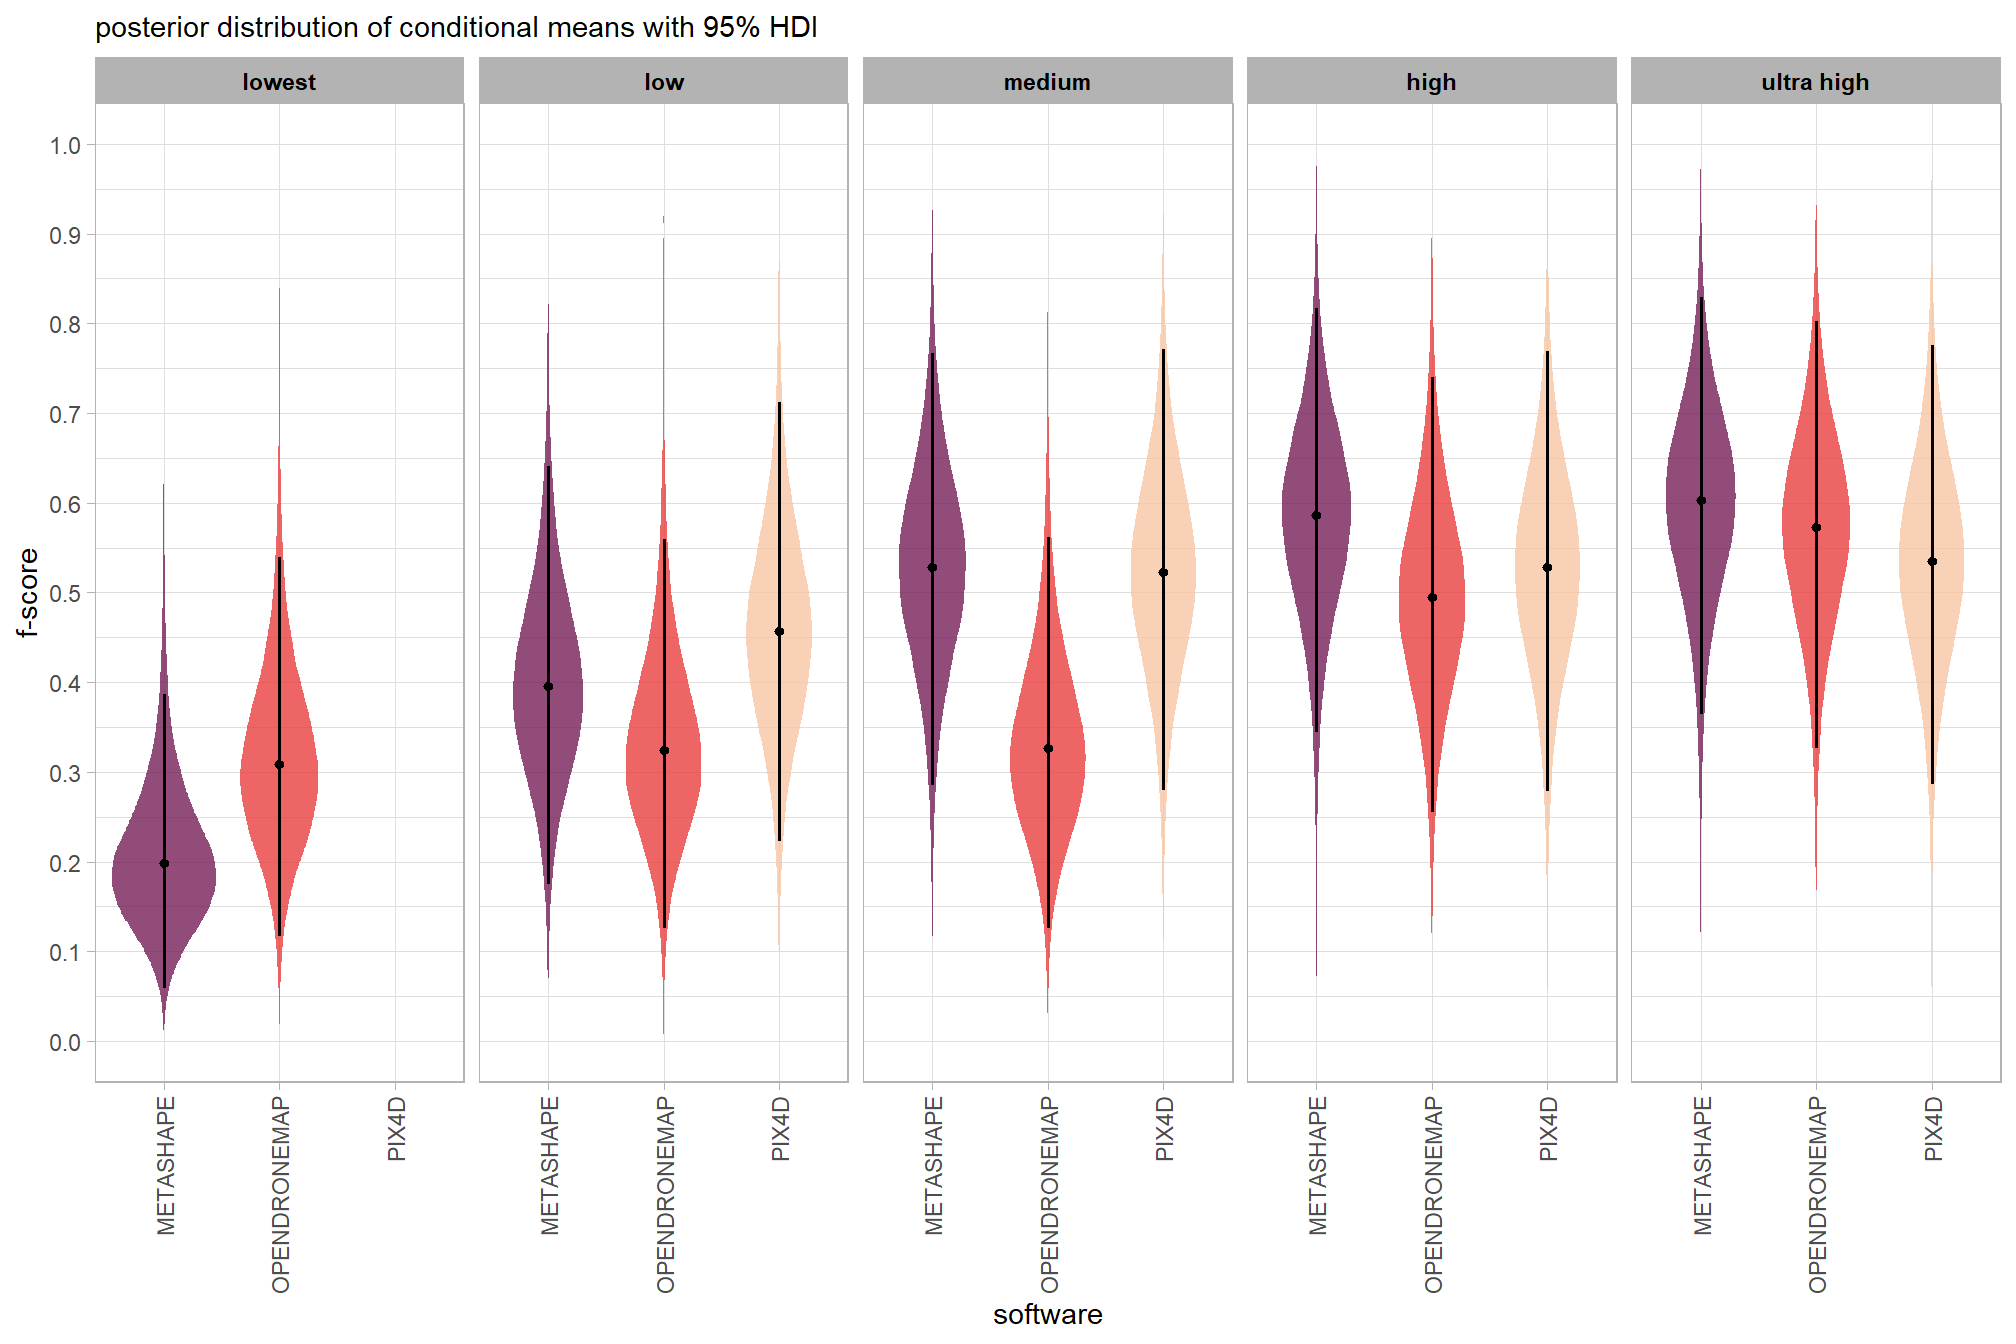 posterior distribution of conditional means with 95% HDI
lowest
low
medium
high
ultra high
f-score
1.0
0.9
0.8
0.7
0.6
0.5
0.4
0.3
0.2
0.1
0.0
METASHAPE
OPENDRONEMAP
PIX4D
METASHAPE
OPENDRONEMAP
PIX4D
METASHAPE
OPENDRONEMAP
PIX4D
METASHAPE
OPENDRONEMAP
PIX4D
METASHAPE
OPENDRONEMAP
PIX4D
software